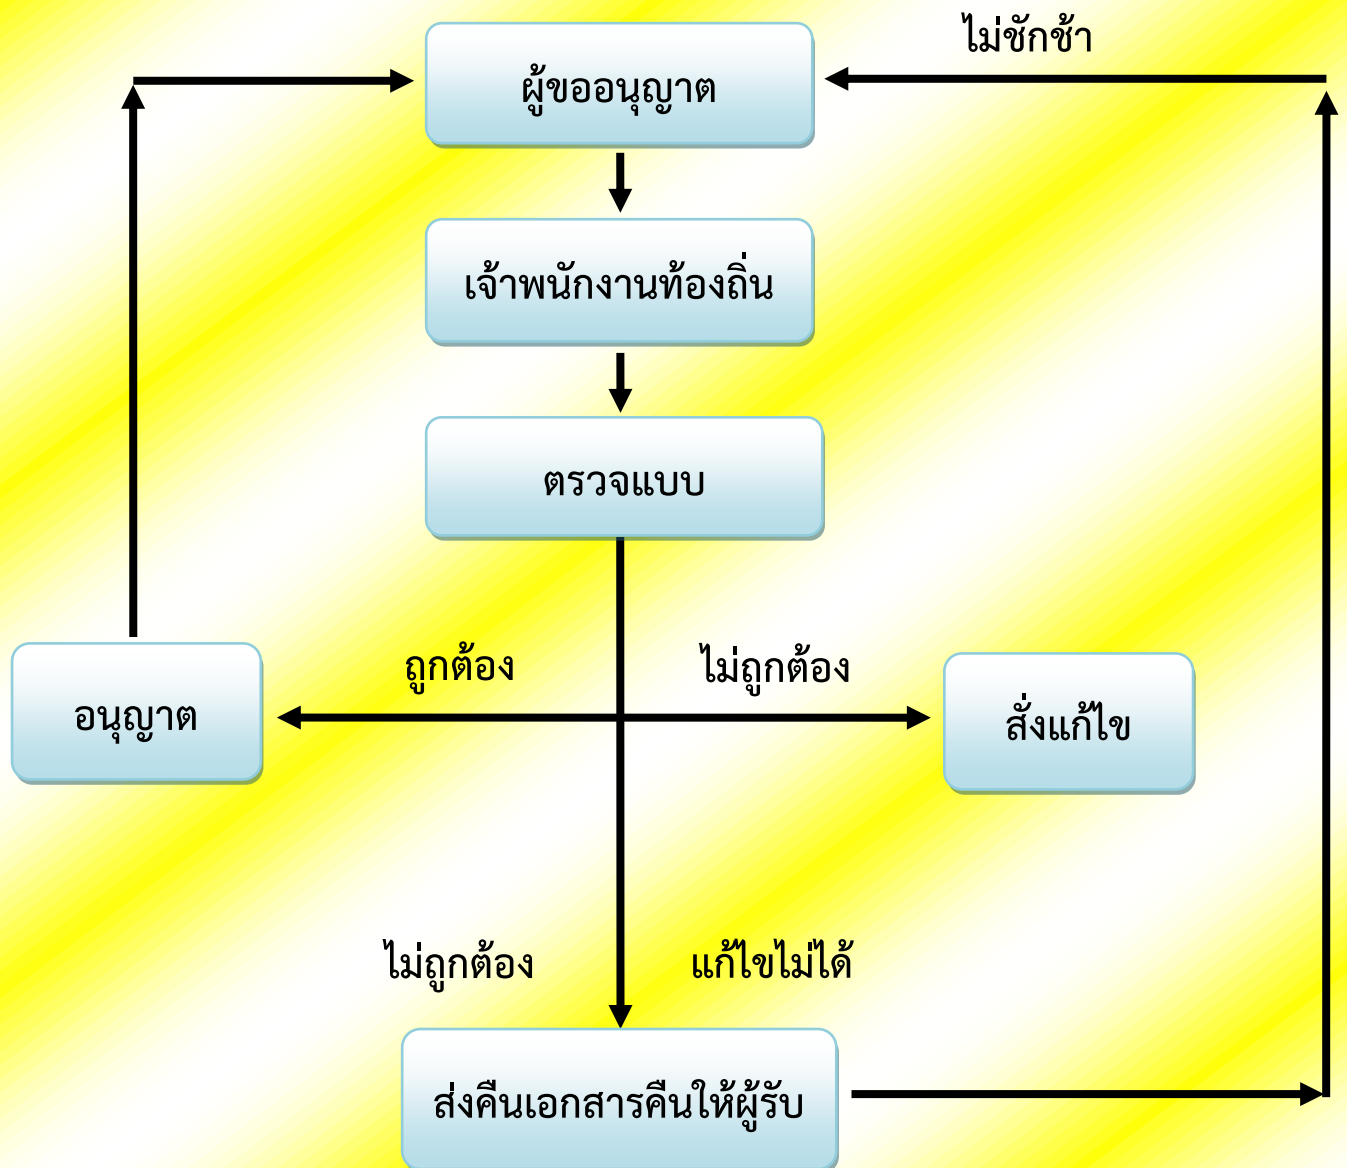 ไม่ชักช้า
ผู้ขออนุญาต
เจ้าพนักงานท้องถิ่น
ตรวจแบบ
ถูกต้อง
ไม่ถูกต้อง
อนุญาต
สั่งแก้ไข
ไม่ถูกต้อง
แก้ไขไม่ได้
ส่งคืนเอกสารคืนให้ผู้รับ